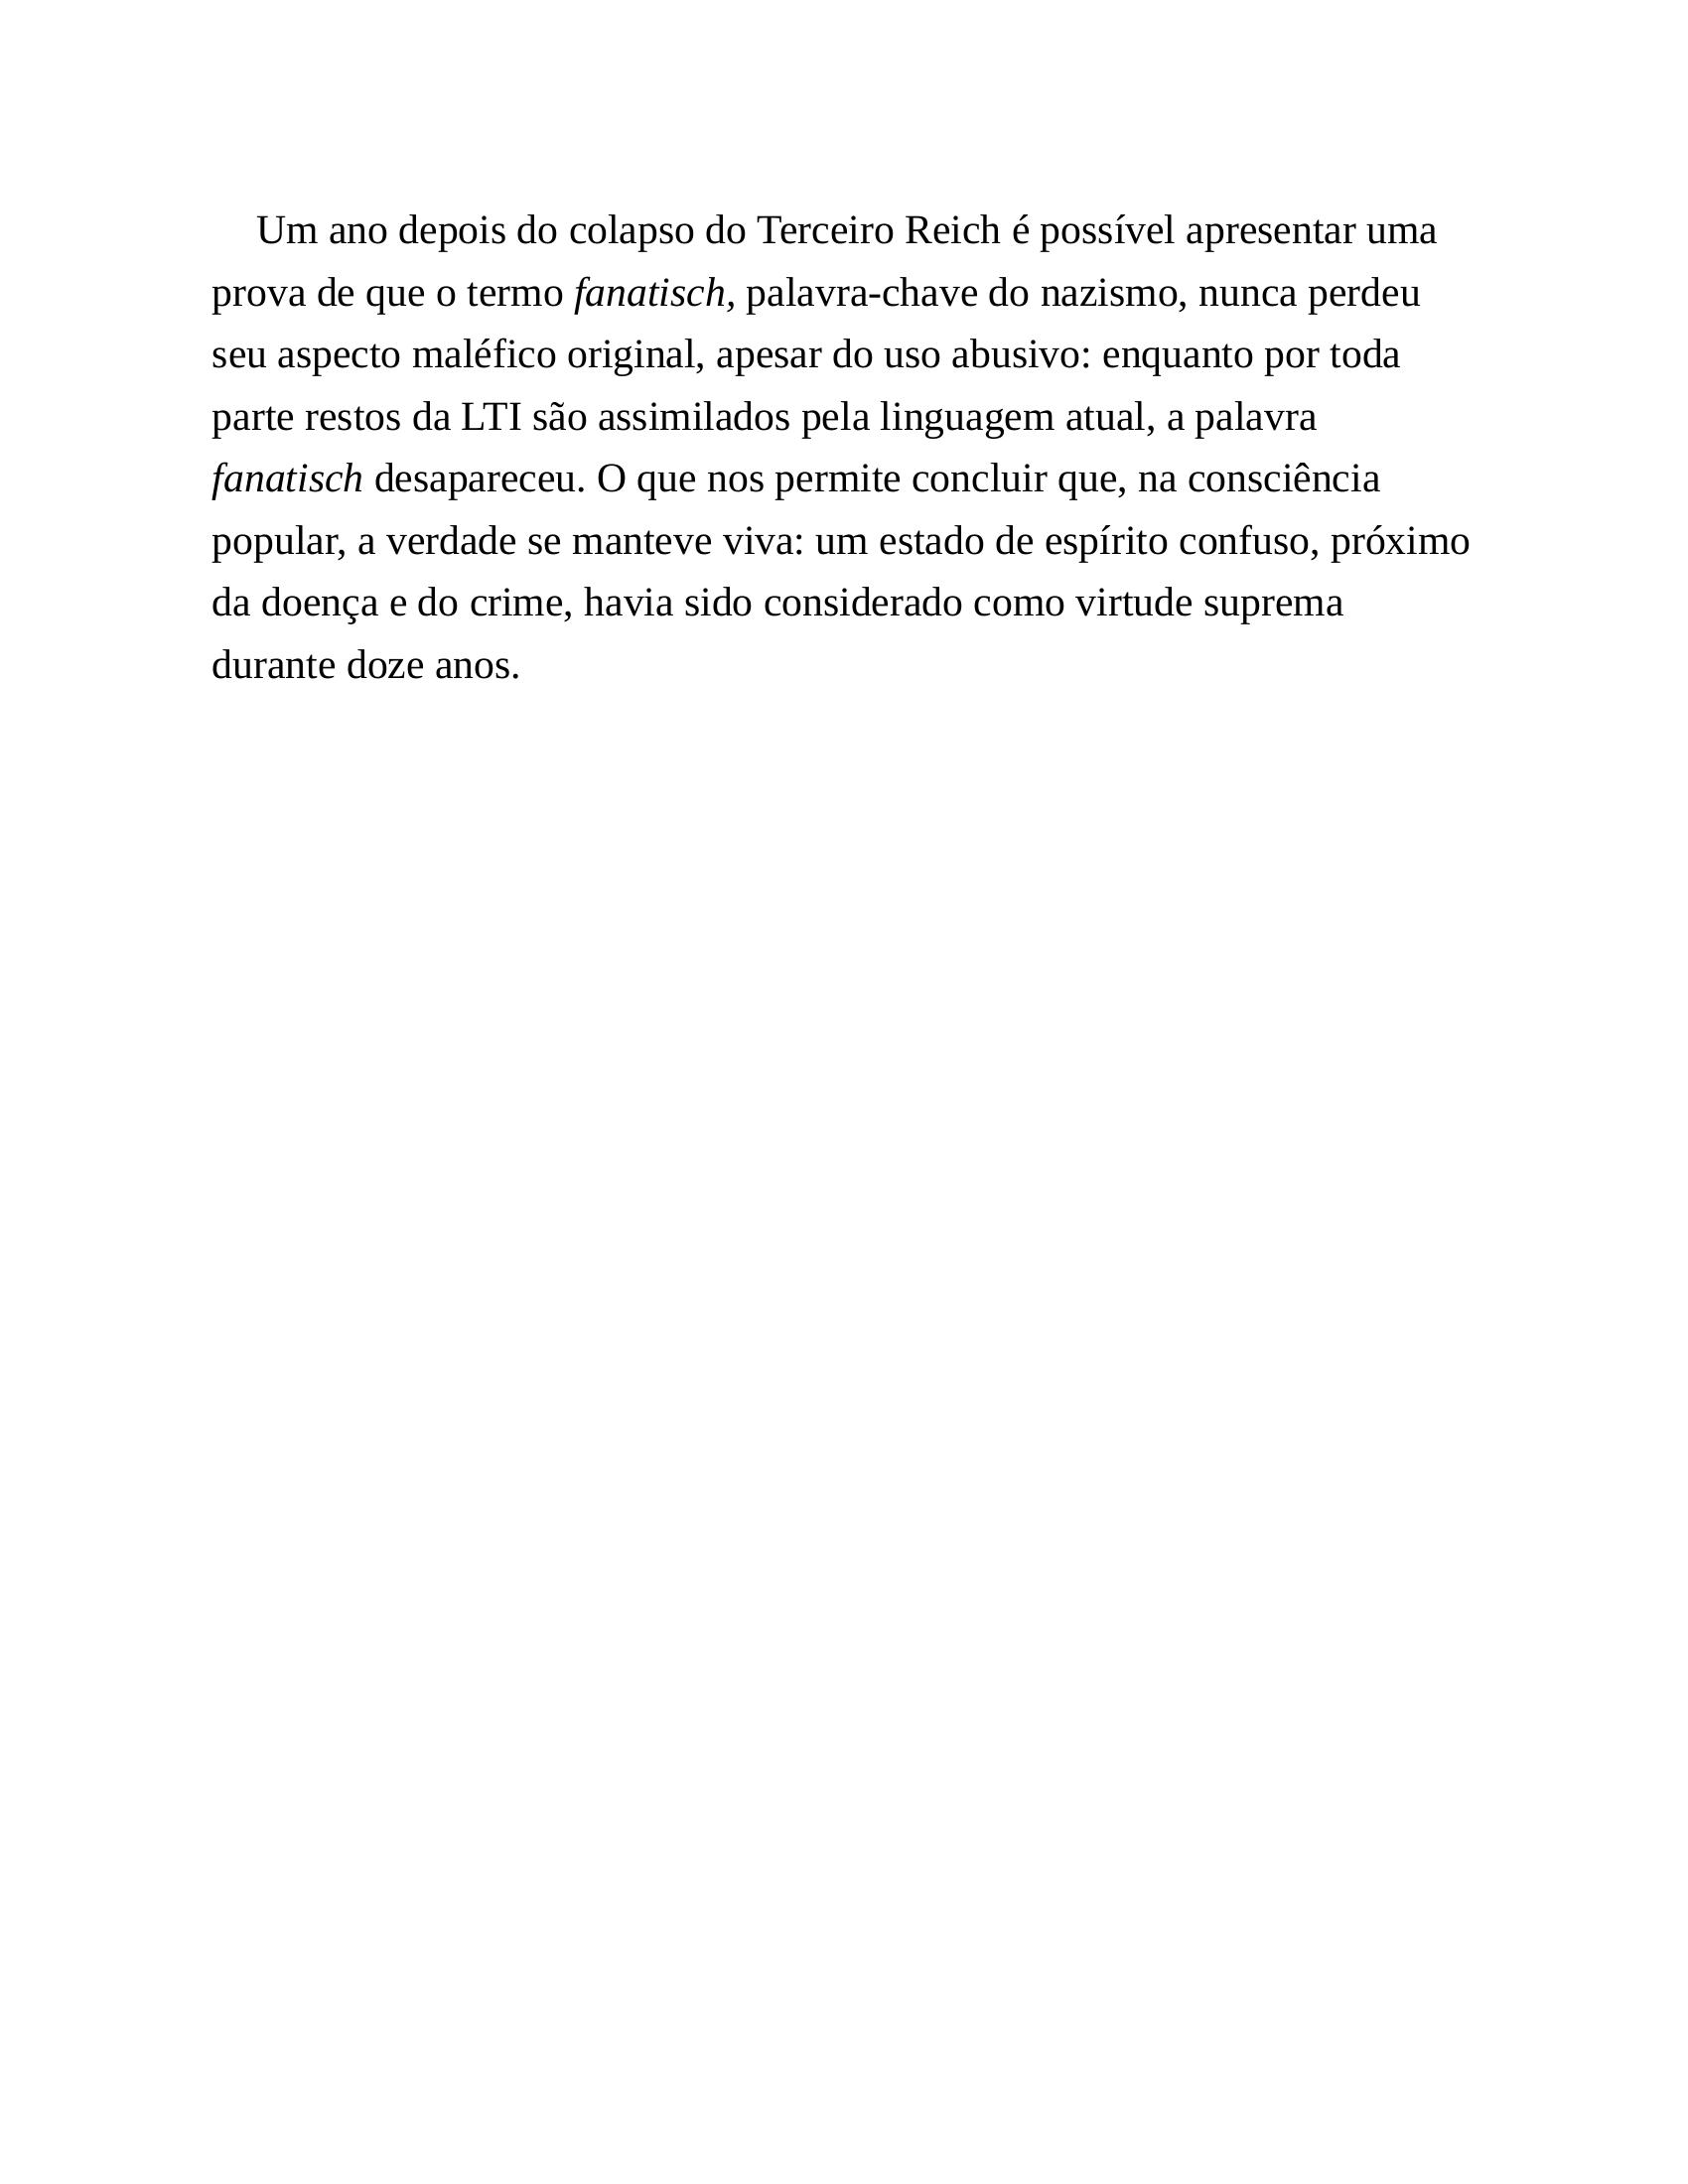 Um ano depois do colapso do Terceiro Reich é possível apresentar uma
prova de que o termo fanatisch, palavra-chave do nazismo, nunca perdeu
seu aspecto maléfico original, apesar do uso abusivo: enquanto por toda
parte restos da LTI são assimilados pela linguagem atual, a palavra
fanatisch desapareceu. O que nos permite concluir que, na consciência
popular, a verdade se manteve viva: um estado de espírito confuso, próximo
da doença e do crime, havia sido considerado como virtude suprema
durante doze anos.